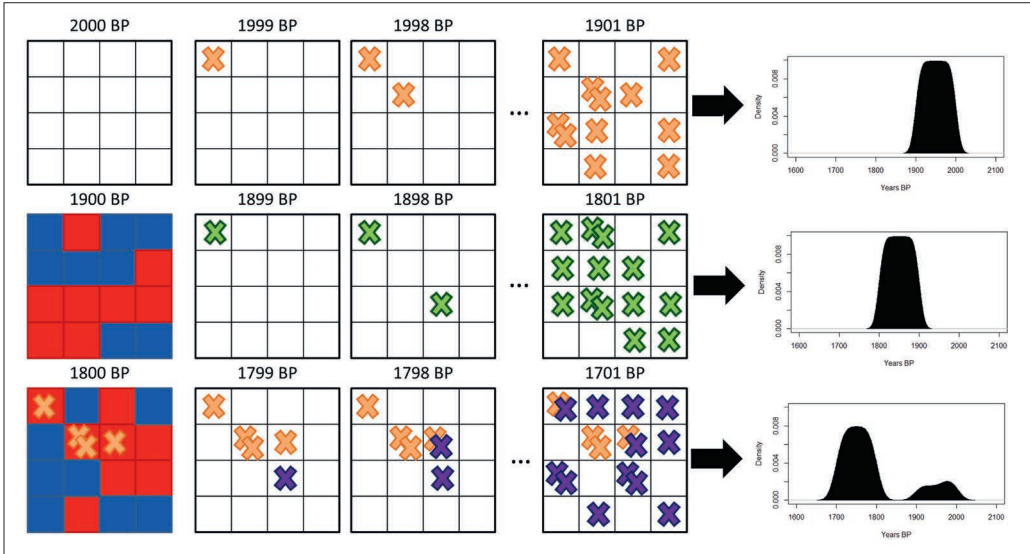 2000 BP
1999 BP
1998 BP
1901 BP
...
Density
0.000
0.004
0.008
1600
1700
1800
1900
2000
2100
Years BP
1900 BP
1899 BP
1898 BP
1801 BP
...
Density
0.000
0.004
0.008
1600
1700
1800
1900
2000
2100
Years BP
1800 BP
1799 BP
1798 BP
1701 BP
...
Density
0.000
0.004
0.008
1600
1700
1800
1900
2000
2100
Years BP